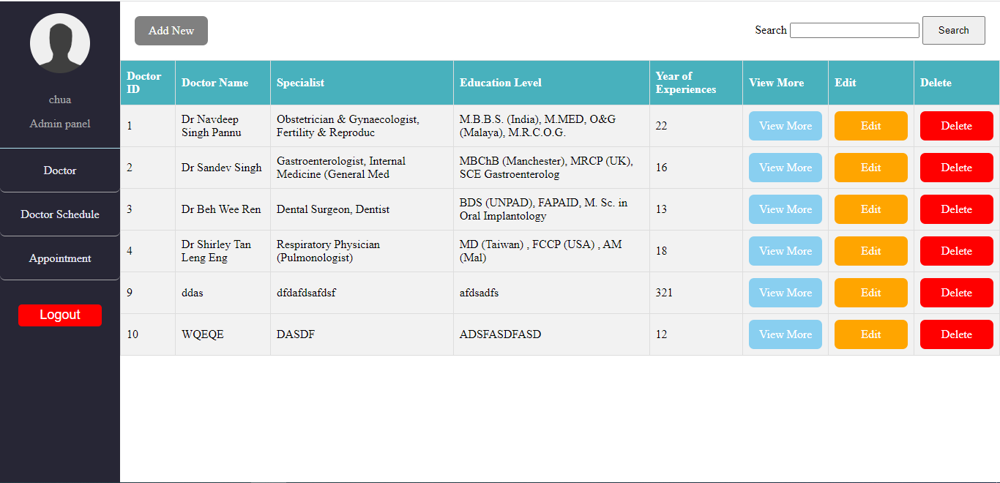 chua
Admin panel
Doctor
Doctor Schedule
Appointment
Logout
Add New
Search Search
Doctor ID Doctor Name Specialist Education Level Year of Experiences View More Edit Delete
1 Dr Navdeep Singh Pannu Obstetrician & Gynaecologist, Fertility & Reproduc M.B.B.S. (India), M.MED, O&G (Malaya), M.R.C.O.G. 22 View More Edit Delete
2 Dr Sandev Singh Gastroenterologist, Internal Medicine (General Med MBChB (Manchester), MRCP (UK), SCE Gastroenterolog 16 View More Edit Delete
3 Dr Beh Wee Ren Dental Surgeon, Dentist BDS (UNPAD), FAPAID, M. Sc. in Oral Implantology 13 View More Edit Delete
4 Dr Shirley Tan Leng Eng Respiratory Physician (Pulmonologist) MD (Taiwan) , FCCP (USA) , AM (Mal) 18 View More Edit Delete
9 ddas dfdafdsafdsf afdsadfs 321 View More Edit Delete
10 WQEQE DASDF ADSFASDFASD 12 View More Edit Delete